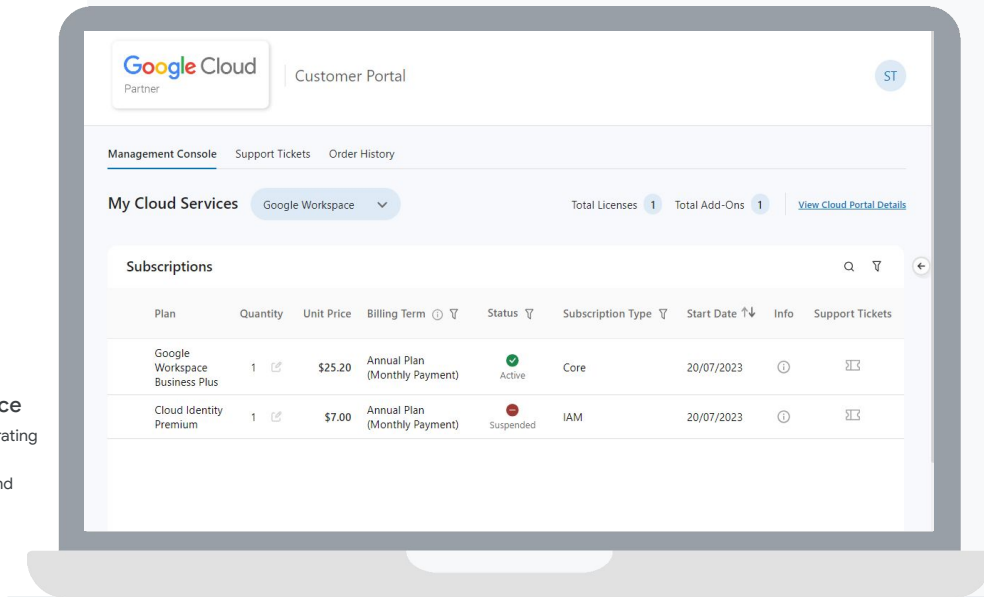 Google Cloud
Partner
Customer Portal
ST
Management Console Support Tickets Order History
My Cloud Services Google Workspace Total Licenses 1 Total Add-Ons 1 View Cloud Portal Details
Subscriptions
Plan Quantity Unit Price Billing Term Status Subscription Type Start Date Info Support Tickets
Google
Workspace
Business Plus
1 $25.20
Annual Plan
(Monthly Payment)
Active
Core 20/07/2023
Cloud Identity
Premium
1 $7.00
Annual Plan
(Monthly Payment)
Suspended
IAM 20/07/2023
ce
rating
nd